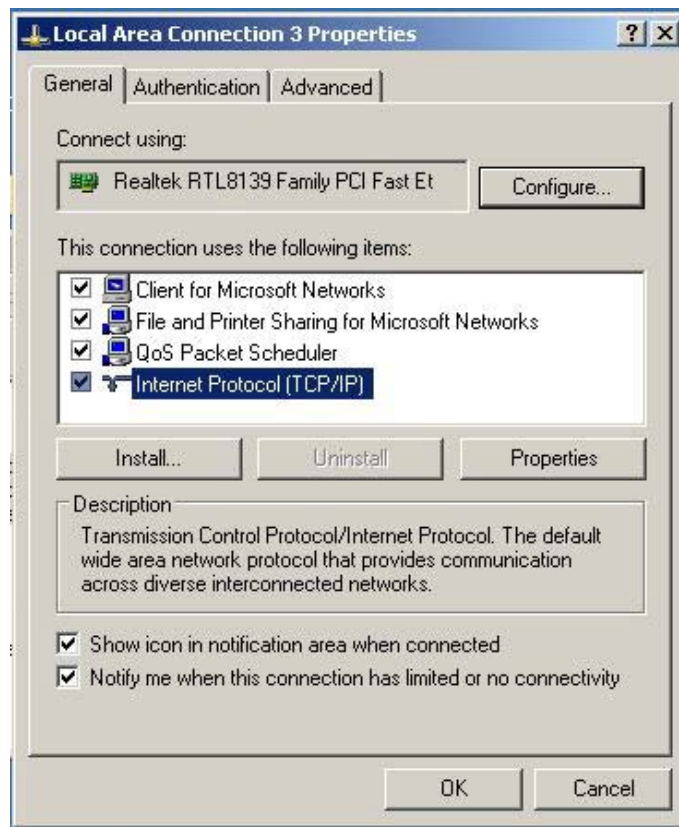 Local Area Connection 3 Properties
General Authentication Advanced
Connect using:
Realtek RTL8139 Family PCI Fast Et Configure...
This connection uses the following items:
Client for Microsoft Networks
File and Printer Sharing for Microsoft Networks
QoS Packet Scheduler
Internet Protocol (TCP/IP)
Install... Uninstall Properties
Description
Transmission Control Protocol/Internet Protocol. The default
wide area network protocol that provides communication
across diverse interconnected networks.
Show icon in notification area when connected
Notify me when this connection has limited or no connectivity
OK Cancel